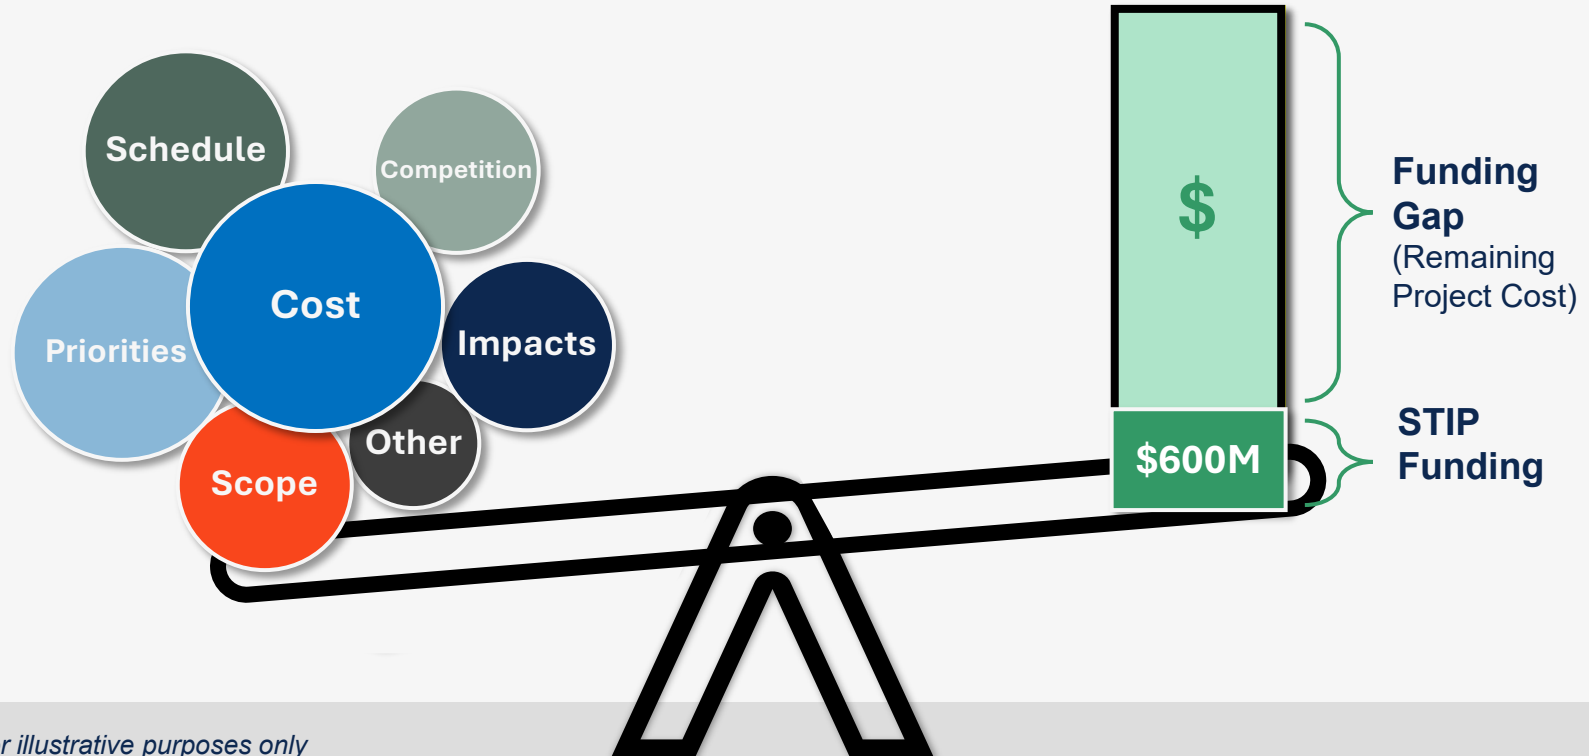 Schedule
Competition
Cost
Priorities
Impacts
Other
Scope
$
$600M
Funding
Gap
(Remaining
Project Cost)
STIP
Funding
illustrative purposes only